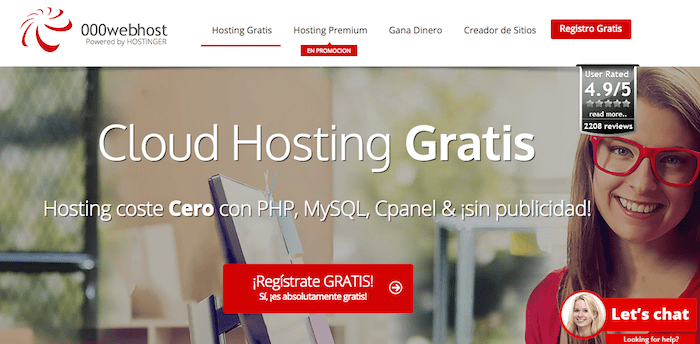 000webhost
Powered by HOSTINGER
Hosting Gratis
Hosting Premium
EN PROMOCION
Gana Dinero
Creador de Sitios
Registro Gratis
User Rated
4.9/5
read more..
2208 reviews
Cloud Hosting Gratis
Hosting coste Cero con PHP, MySQL, Cpanel & ¡sin publicidad!
¡Regístrate GRATIS!
Sí, ¡es absolutamente gratis!
Let's chat
Looking for help?